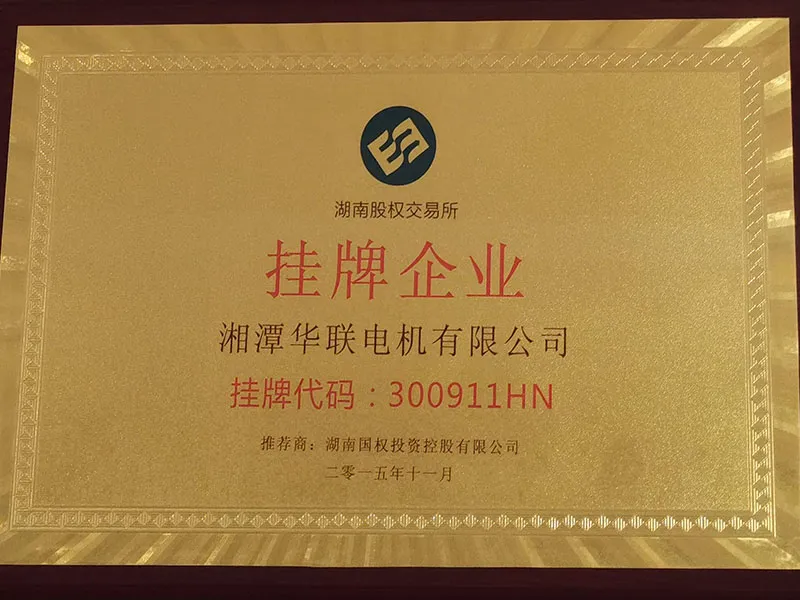 湖南股权交易所
挂牌企业
湘潭华联电机有限公司
挂牌代码：300911HN
推荐商：湖南国权投资控股有限公司
二零一五年十一月